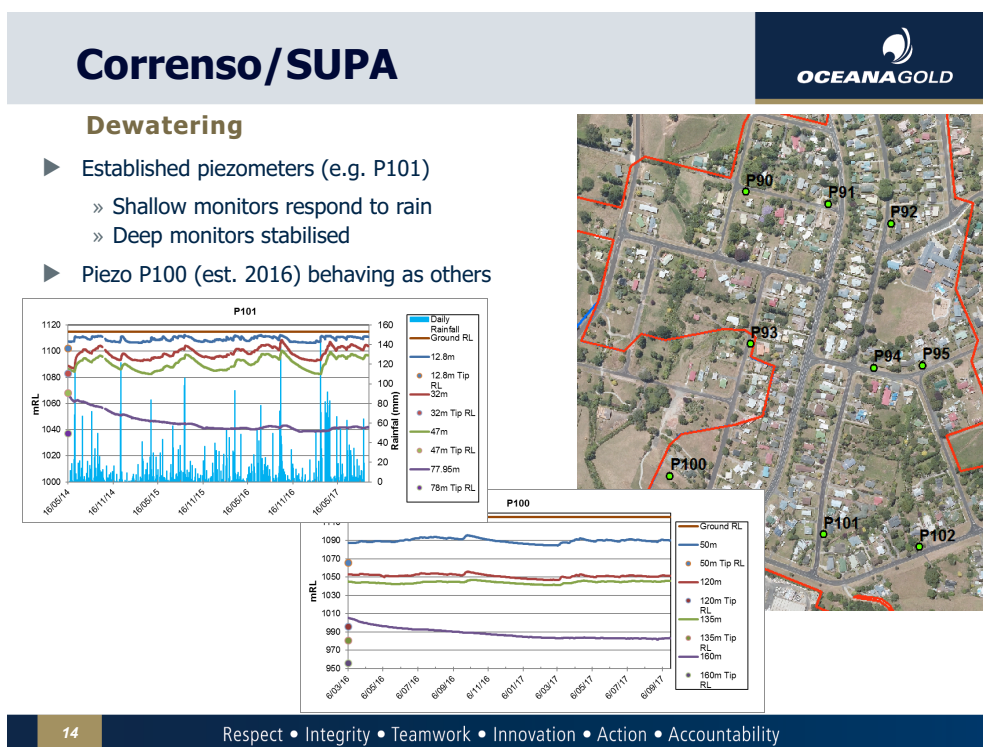 Correnso/SUPA
OCEANAGOLD
Dewatering
Established piezometers (e.g. P101)
» Shallow monitors respond to rain
» Deep monitors stabilised
Piezo P100 (est. 2016) behaving as others
P90
P91
P92
P93
P94
P95
P100
P101
P102
P101
1120
1100
1080
1060
1040
1020
1000
mRL
160
140
120
100
80
60
40
20
0
Rainfall (mm)
16/05/14
16/11/14
16/05/15
16/11/15
16/05/16
16/11/16
16/05/17
Daily
Rainfall
Ground RL
12.8m
12.8m Tip
RL
32m
32m Tip RL
47m
47m Tip RL
77.95m
78m Tip RL
P100
1090
1070
1050
1030
1010
990
970
950
mRL
6/03/16
6/05/16
6/07/16
6/09/16
6/11/16
6/01/17
6/03/17
6/05/17
6/07/17
6/09/17
Ground RL
50m
50m Tip RL
120m
120m Tip
RL
135m
135m Tip
RL
160m
160m Tip
RL
14
Respect • Integrity • Teamwork • Innovation • Action • Accountability